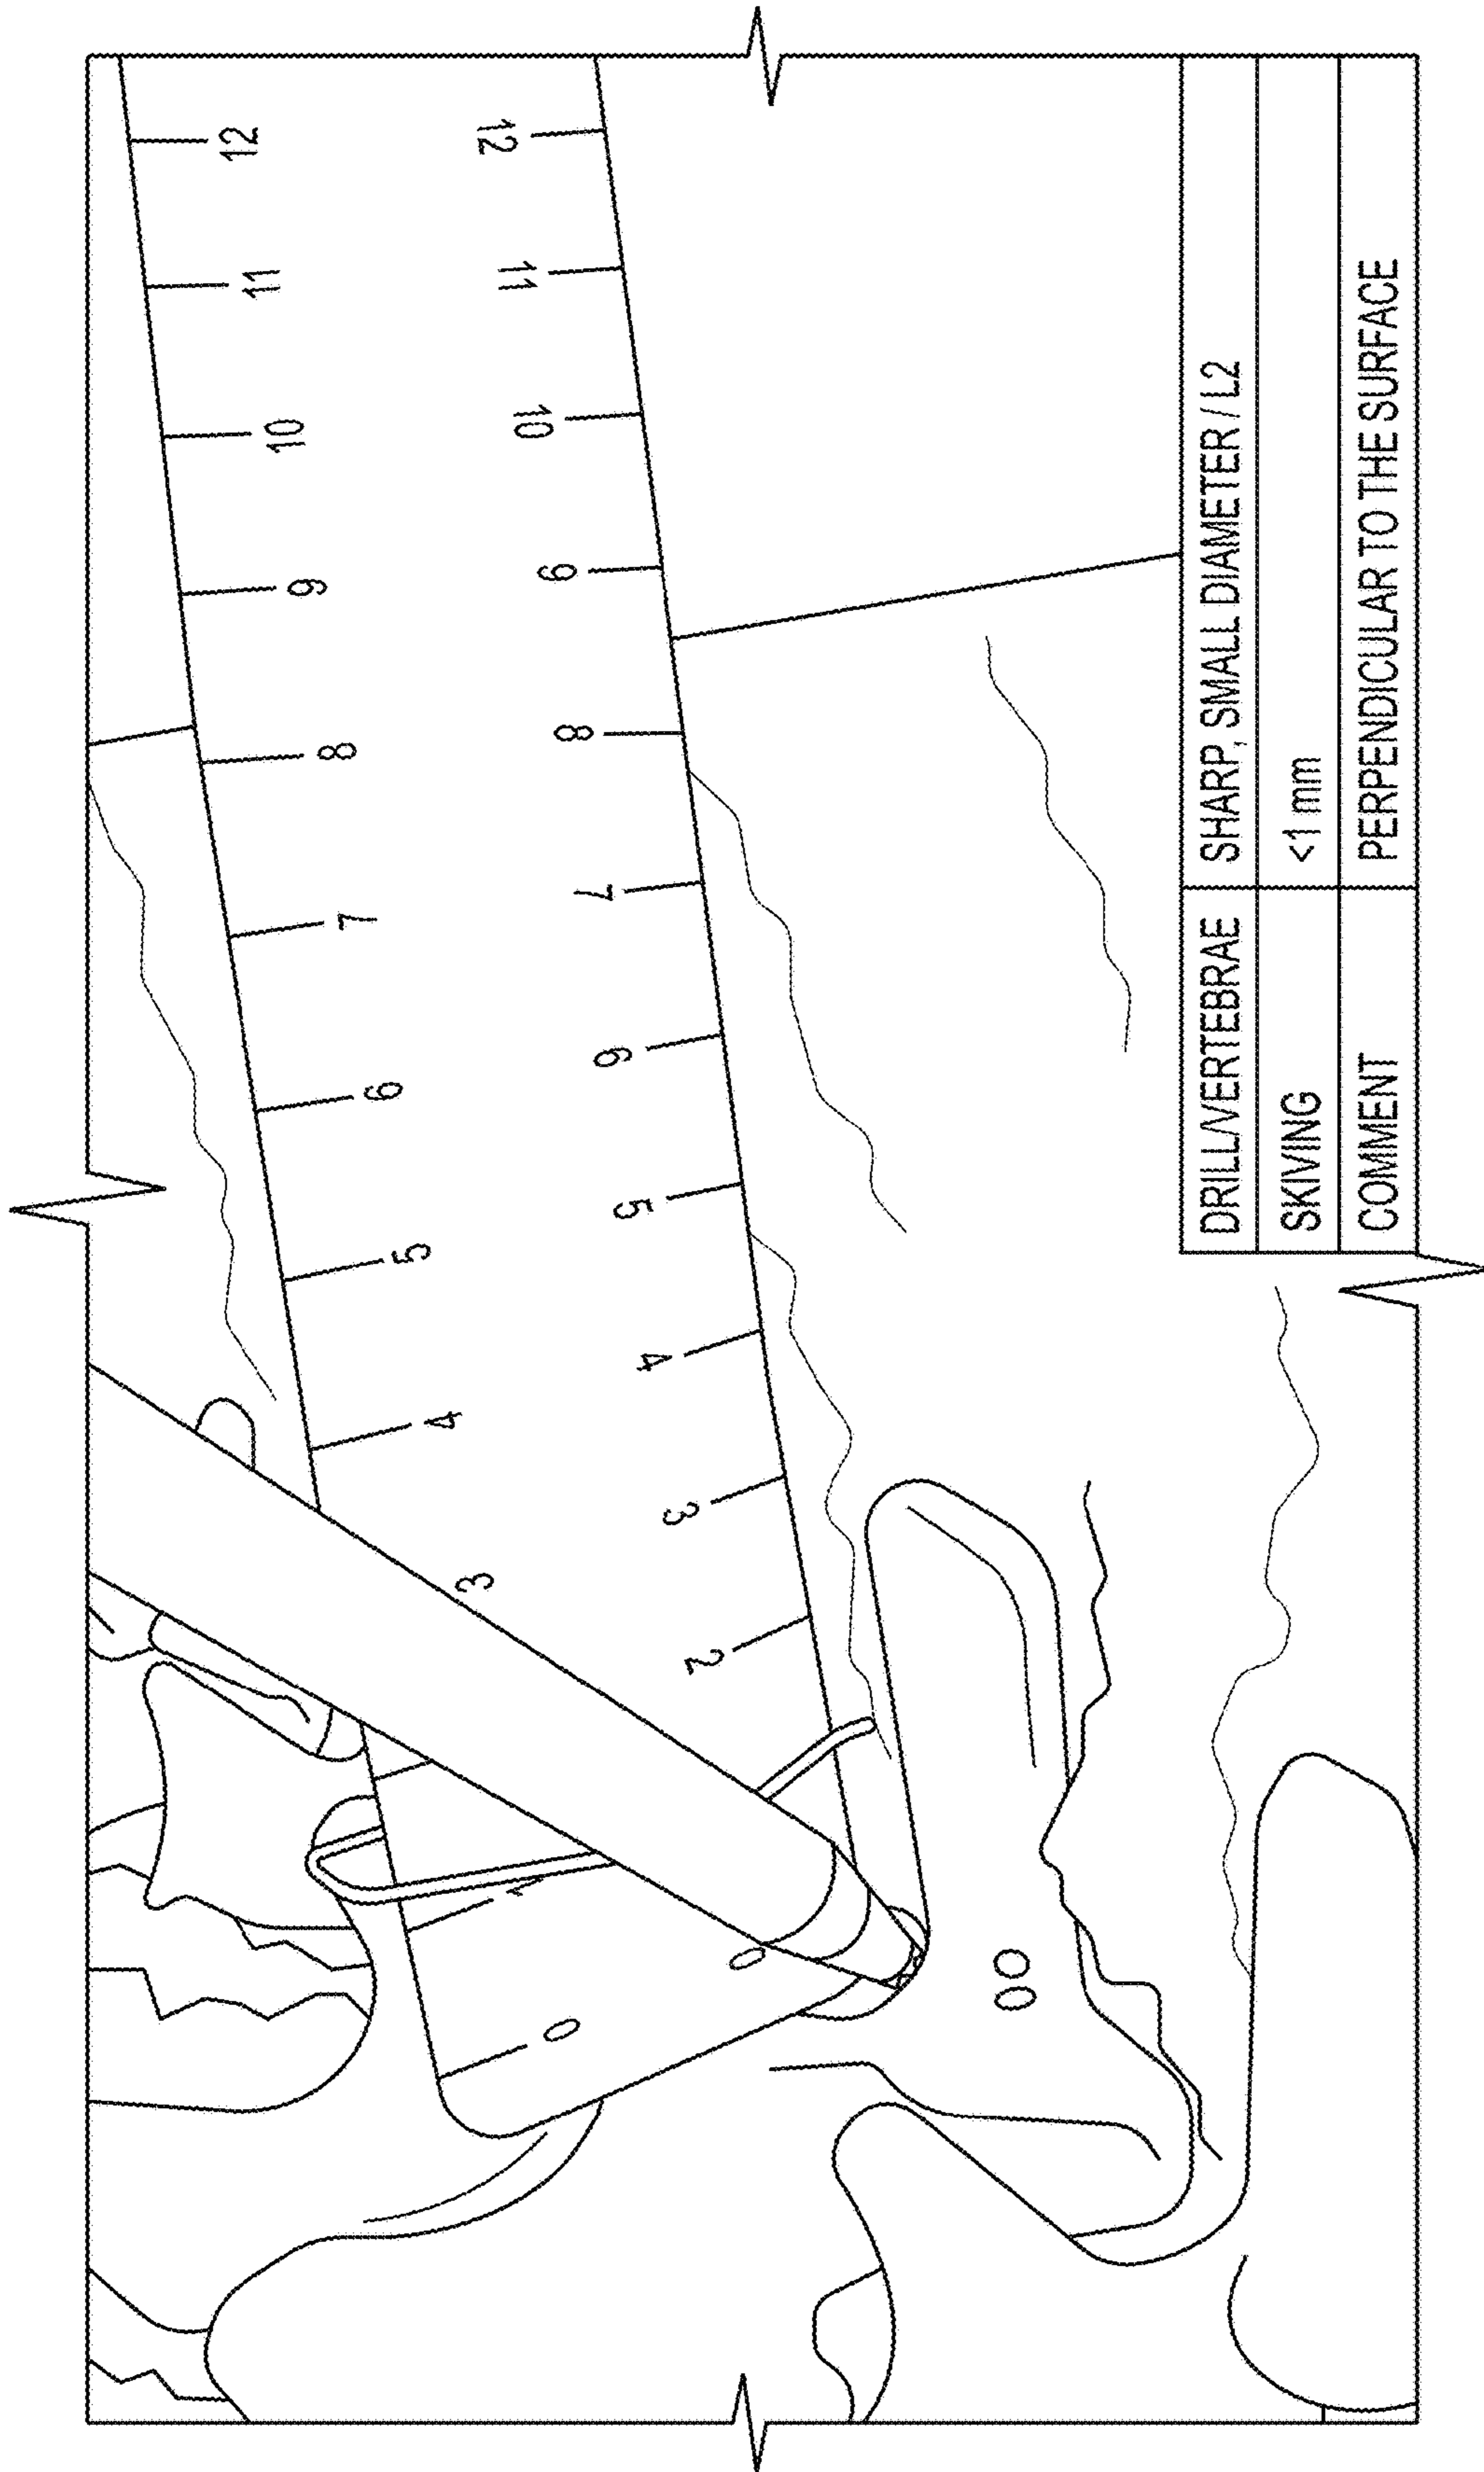 0 3 4 5 6 7 8 9 10 11 12
0 2 3 4 5 6 7 8 9 10 11 12
DRILL/VERTEBRAE SHARP, SMALL DIAMETER / L2
SKIVING <1 mm
COMMENT PERPENDICULAR TO THE SURFACE